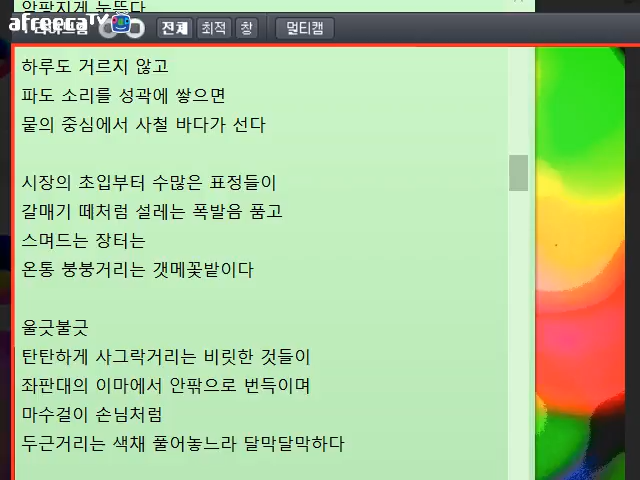 앙팡지게 눈뜬다
afreecaTV
전체 최적 창 멀티캠
하루도 거르지 않고
파도 소리를 성곽에 쌓으면
뭍의 중심에서 사철 바다가 선다
시장의 초입부터 수많은 표정들이
갈매기 떼처럼 설레는 폭발음 품고
스며드는 장터는
온통 붕붕거리는 갯메꽃밭이다
울긋불긋
탄탄하게 사그락거리는 비릿한 것들이
좌판대의 이마에서 안팎으로 번득이며
마수걸이 손님처럼
두근거리는 색채 풀어놓느라 달막달막하다